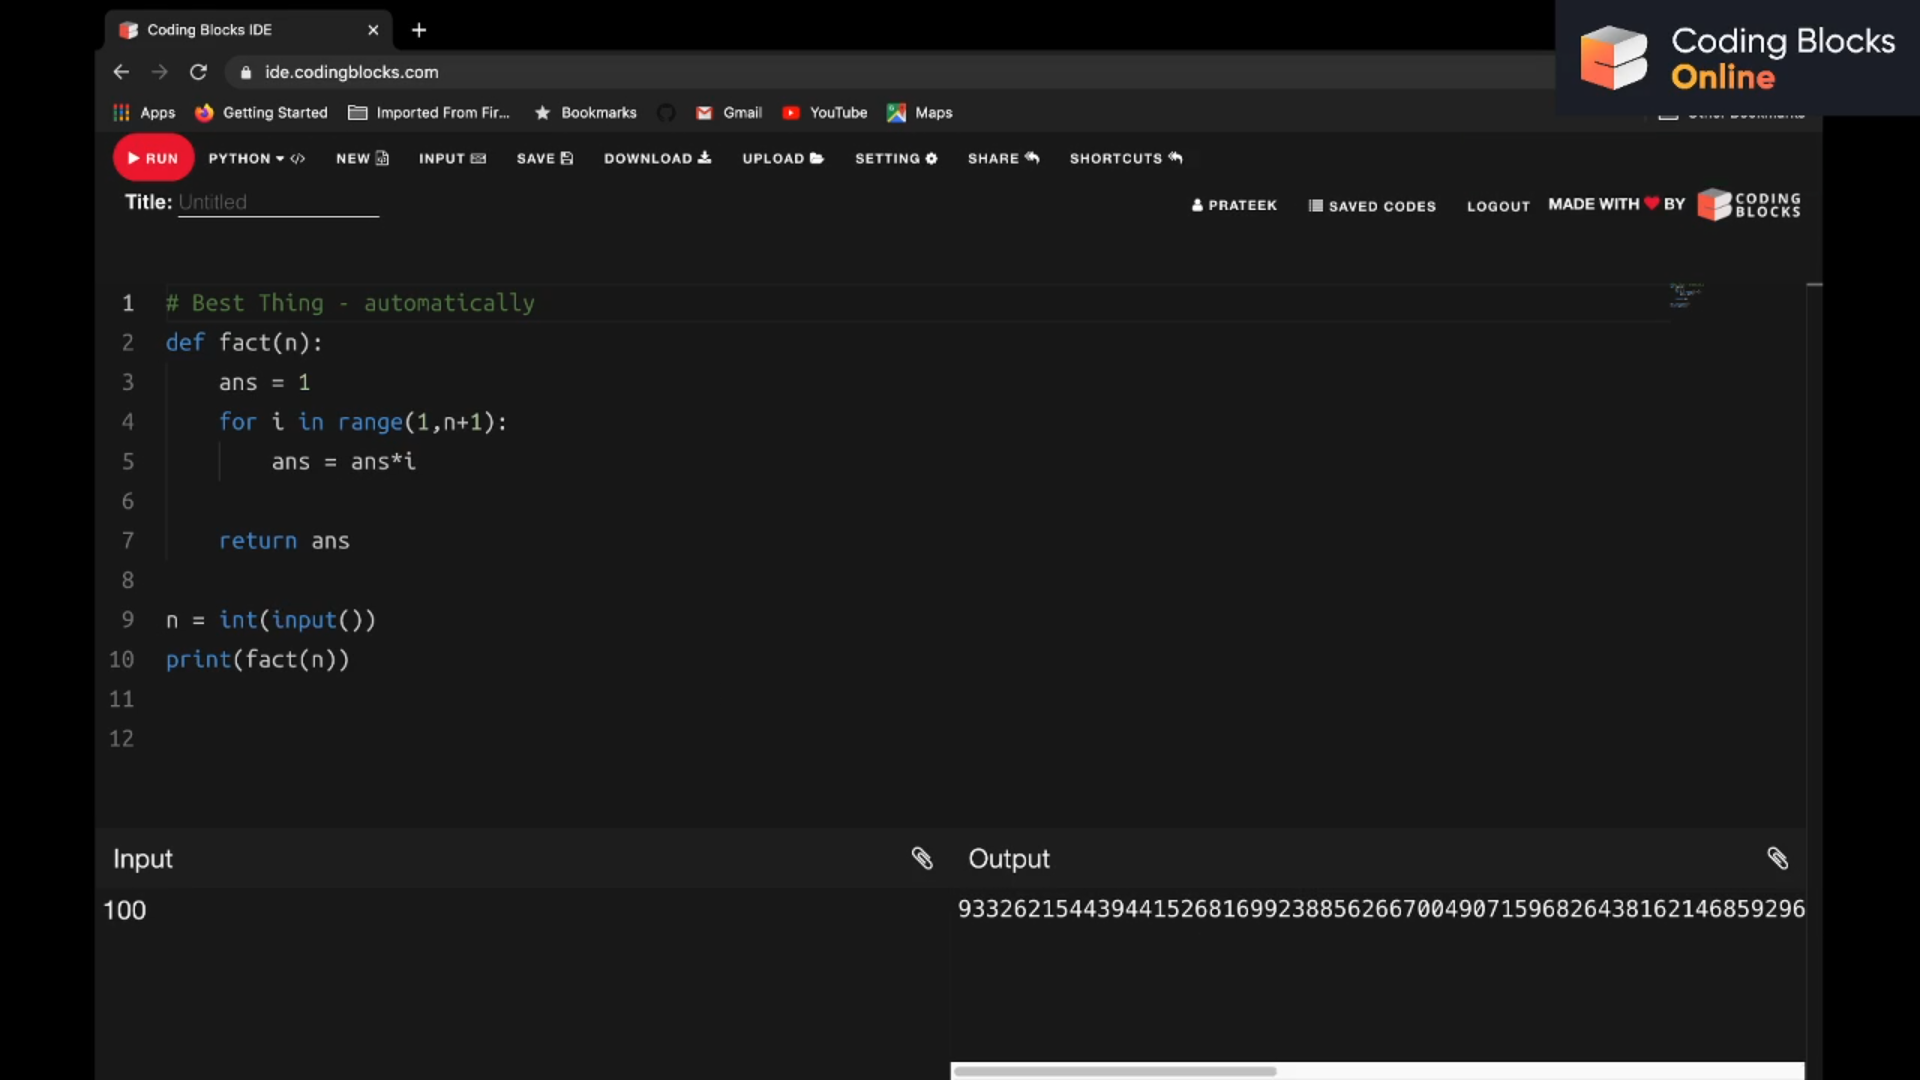 Coding Blocks IDE
Coding Blocks
Online
ide.codingblocks.com
Apps Getting Started Imported From Fir... Bookmarks Gmail YouTube Maps
RUN PYTHON </> NEW INPUT SAVE DOWNLOAD UPLOAD SETTING SHARE SHORTCUTS
Title: Untitled
PRATEEK SAVED CODES LOGOUT MADE WITH BY CODING BLOCKS
1 # Best Thing - automatically
2 def fact(n):
3 ans = 1
4 for i in range(1,n+1):
5 ans = ans*i
6
7 return ans
8
9 n = int(input())
10 print(fact(n))
11
12
Input
Output
100
9332621544394415268169923885626670049071596826438162146859296